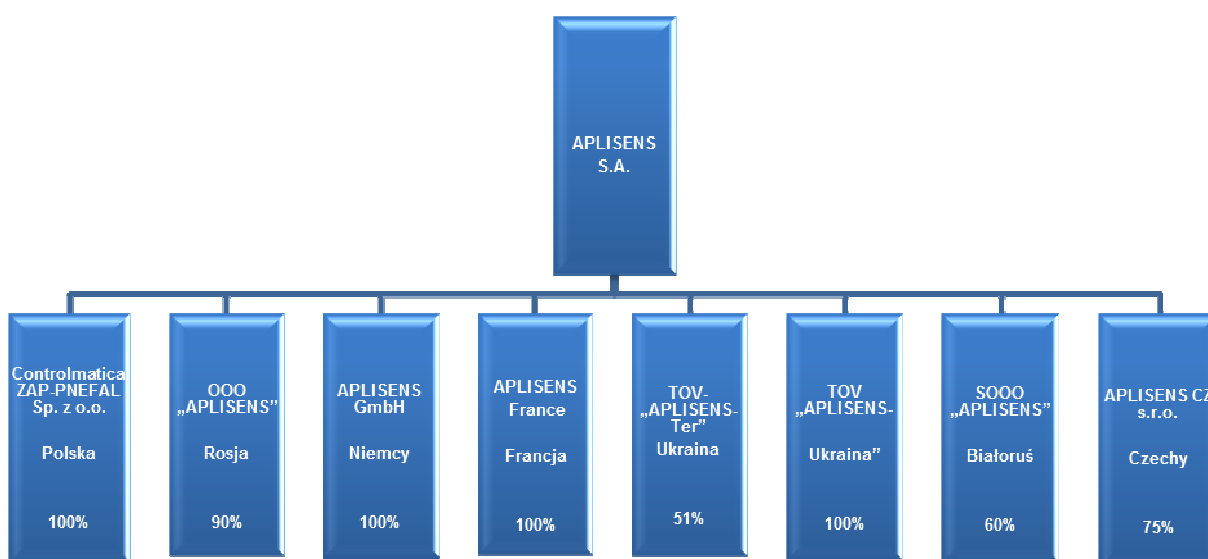 APLISENS
S.A.
Controlmatica
ZAP-PNEFAL
Sp. z o.o.
Polska
100%
OOO
„APLISENS”
Rosja
90%
APLISENS
GmbH
Niemcy
100%
APLISENS
France
Francja
100%
TOV-
„APLISENS-
Ter”
Ukraina
51%
TOV
„APLISENS-
Ukraina”
100%
SOOO
„APLISENS”
Białoruś
60%
APLISENS CZ
s.r.o.
Czechy
75%